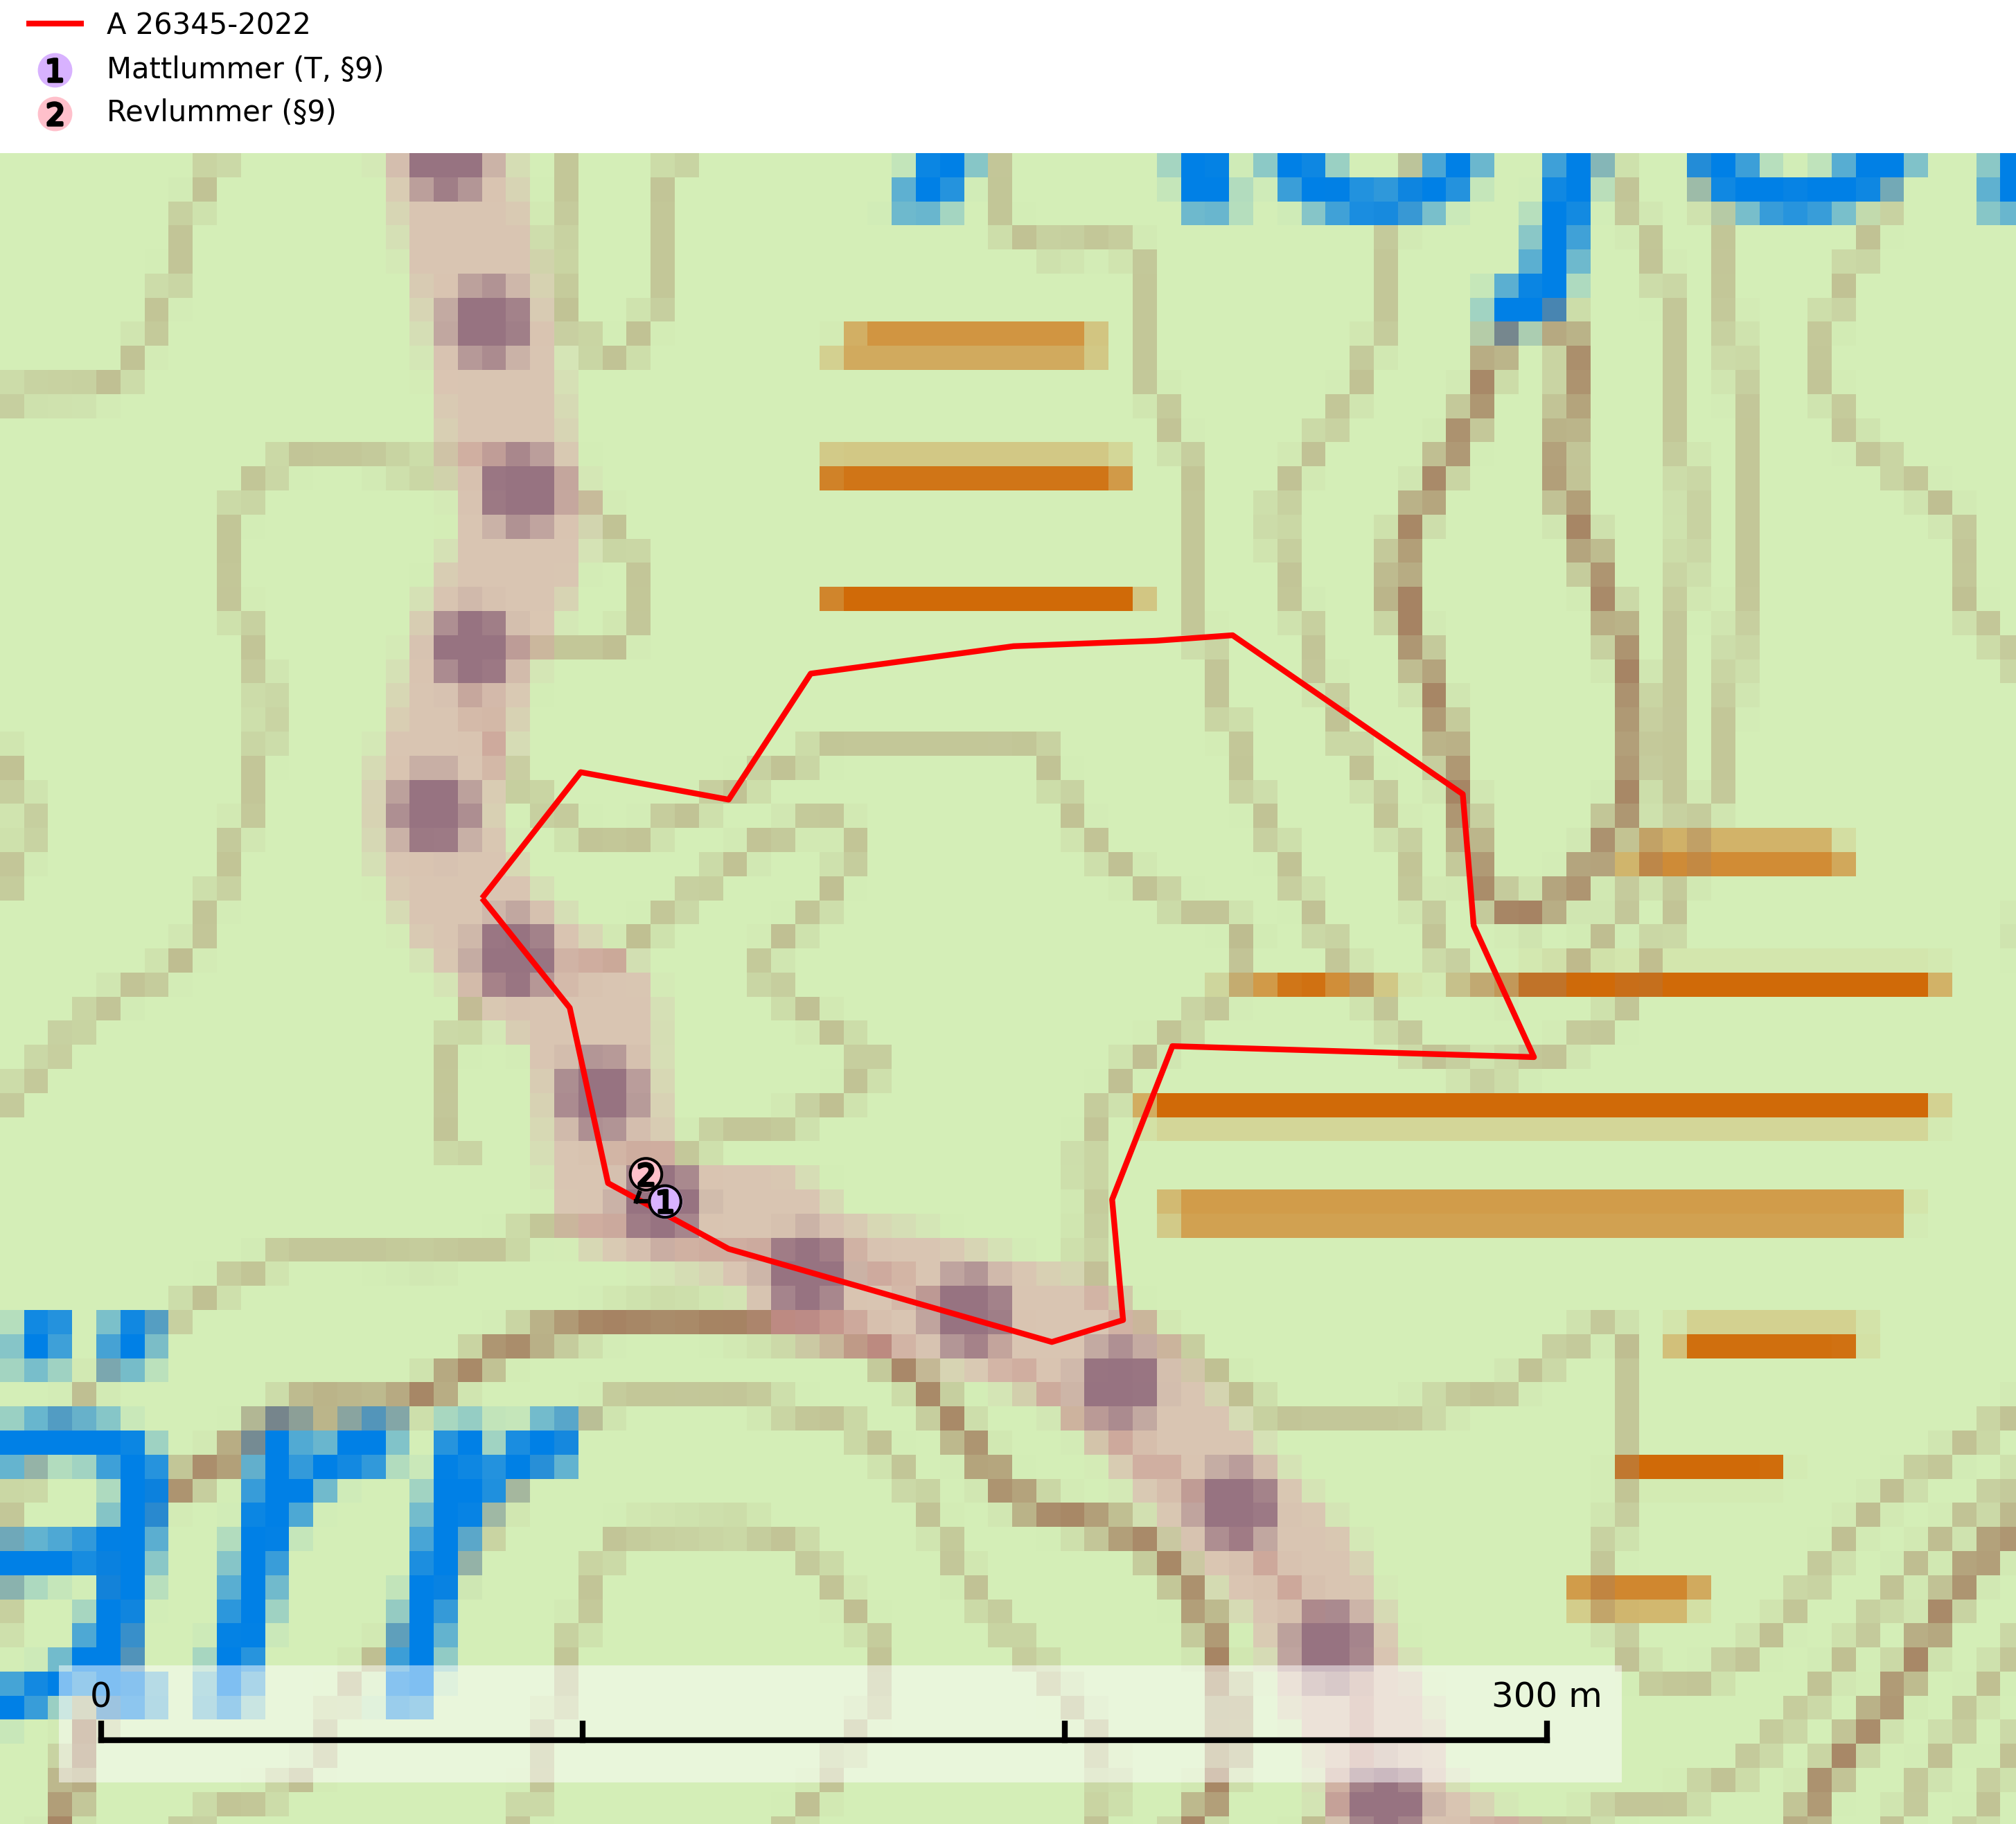 A 26345-2022
1 Mattlummer (T, §9)
2 Revlummer (§9)
2
1
0 300 m